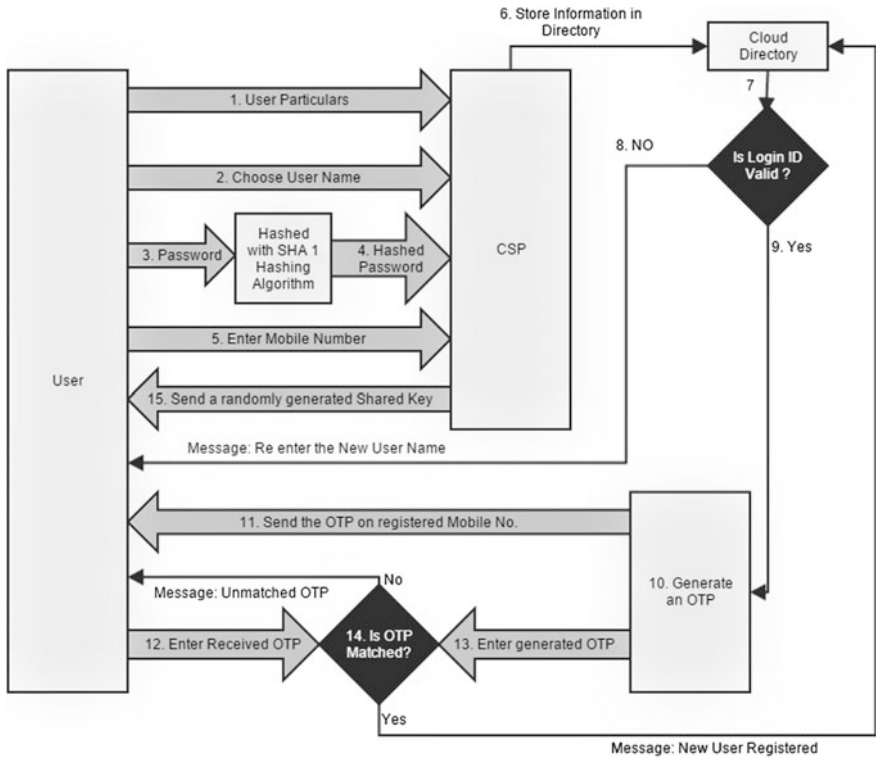 6. Store Information in
Directory
Cloud
Directory
7
1. User Particulars
8. NO
Is Login ID
Valid ?
2. Choose User Name
9. Yes
3. Password
Hashed
with SHA 1
Hashing
Algorithm
4. Hashed
Password
CSP
5. Enter Mobile Number
User
15. Send a randomly generated Shared Key
Message: Re enter the New User Name
11. Send the OTP on registered Mobile No.
10. Generate
an OTP
No
Message: Unmatched OTP
12. Enter Received OTP
14. Is OTP
Matched?
13. Enter generated OTP
Yes
Message: New User Registered